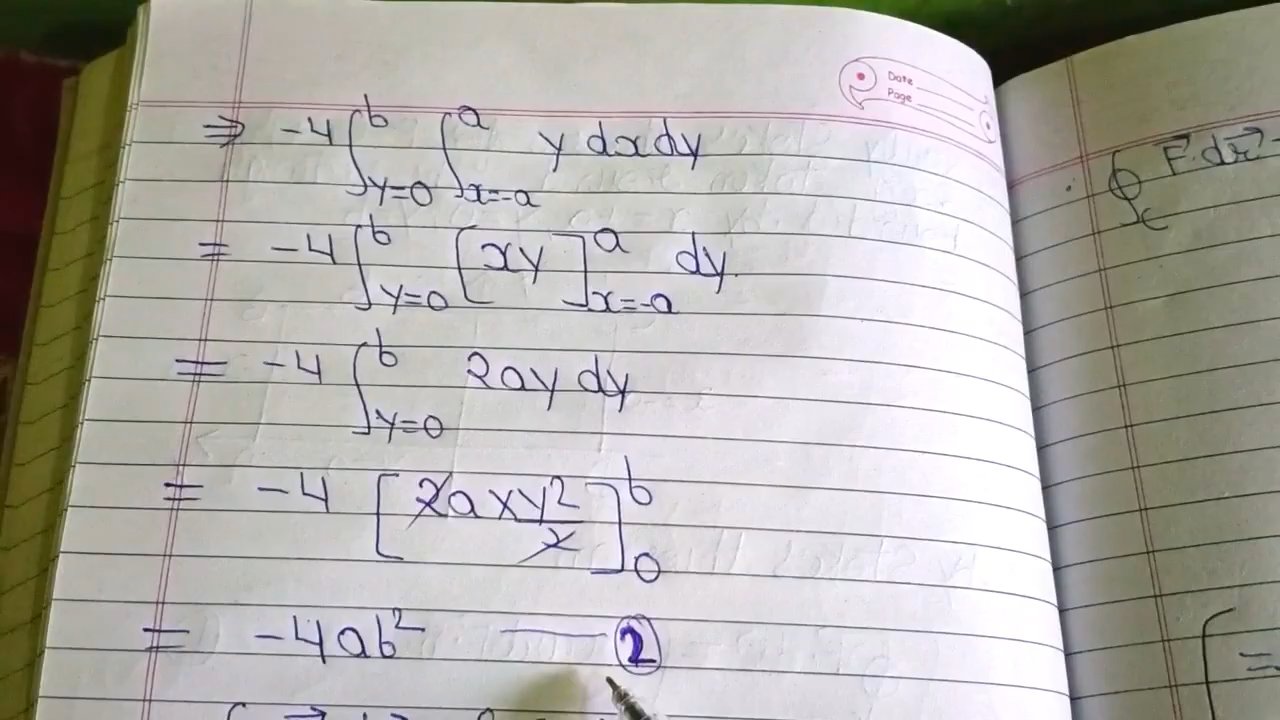 Date
Page
⇒ -4 ∫_{y=0}^{b} ∫_{x=-a}^{a} y dx dy
= -4 ∫_{y=0}^{b} [xy]_{x=-a}^{a} dy
= -4 ∫_{y=0}^{b} 2ay dy
= -4 [2a × y²/2]_{0}^{b}
= -4ab² —— ②
∮_C F⃗·dr⃗
=